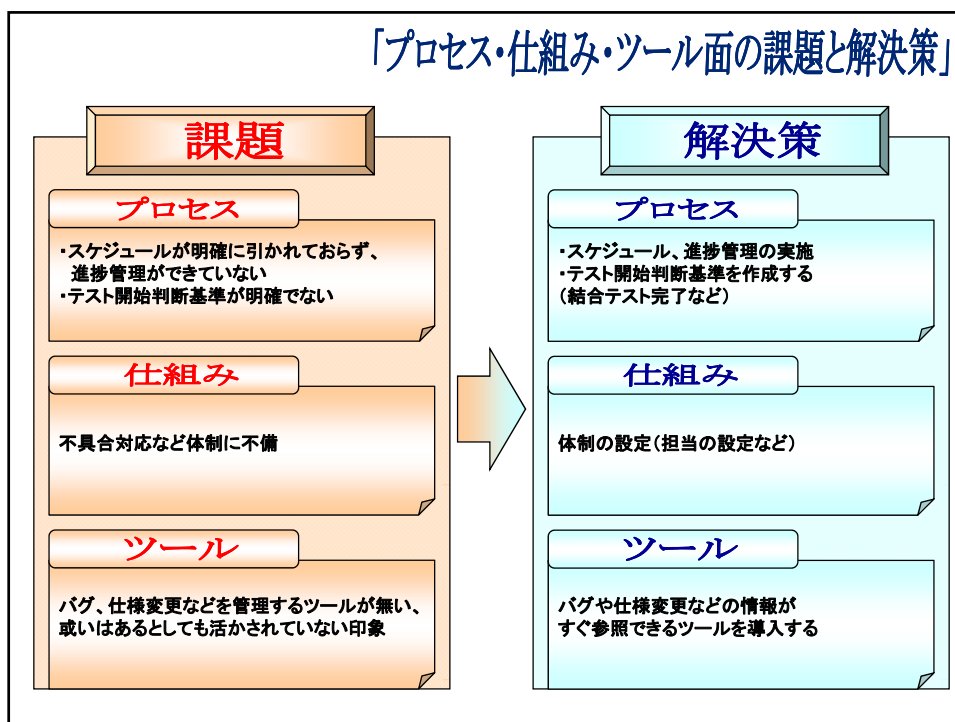 「プロセス・仕組み・ツール面の課題と解決策」
課題
プロセス
・スケジュールが明確に引かれておらず、
進捗管理ができていない
・テスト開始判断基準が明確でない
仕組み
不具合対応など体制に不備
ツール
バグ、仕様変更などを管理するツールが無い、
或いはあるとしても活かされていない印象
解決策
プロセス
・スケジュール、進捗管理の実施
・テスト開始判断基準を作成する
（結合テスト完了など）
仕組み
体制の設定（担当の設定など）
ツール
バグや仕様変更などの情報が
すぐ参照できるツールを導入する